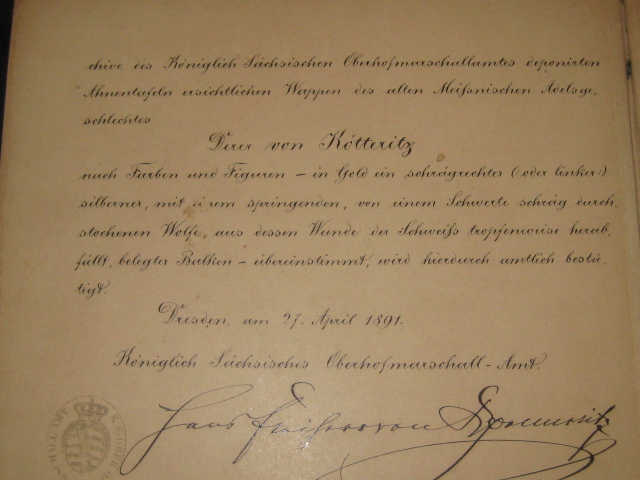 chive des Königlich Sächsischen Oberhofmarschallamtes deponirten
Ahnentafeln ersichtlichen Wappen des alten Meißnischen Adelsge-
schlechtes
Derer von Kötteritz
nach Farben und Figuren – in Gold ein schrägrechter (:oder linker:)
silberner, mit einem springenden, von einem Schwerte schräg durch-
stochenen Wolfe, aus dessen Wunde der Schweiß tropfenweise herab-
fällt, belegter Balken – übereinstimmt, wird hierdurch amtlich bestä-
tigt.
Dresden, am 27. April 1891.
Königlich Sächsisches Oberhofmarschall-Amt.
Hans Freiherr von